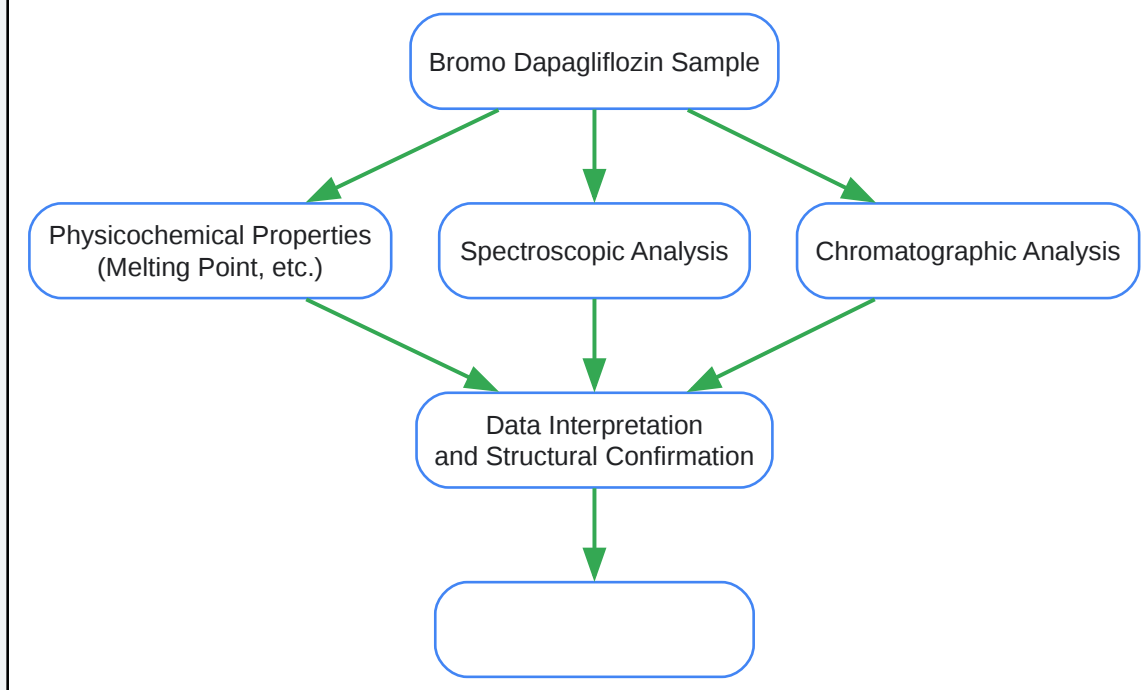 Bromo Dapagliflozin Sample
Physicochemical Properties
(Melting Point, etc.)
Spectroscopic Analysis
Chromatographic Analysis
Data Interpretation
and Structural Confirmation